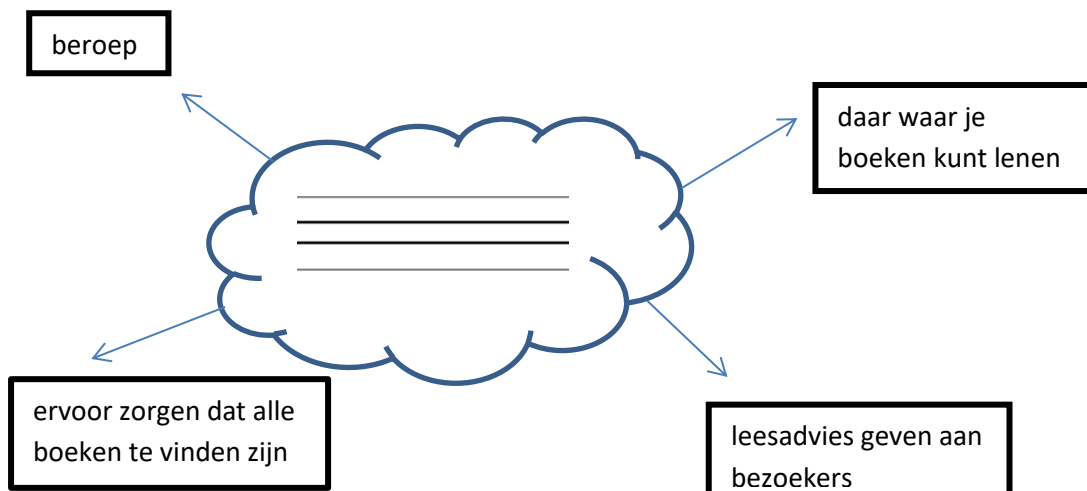 beroep
daar waar je
boeken kunt lenen
ervoor zorgen dat alle
boeken te vinden zijn
leesadvies geven aan
bezoekers